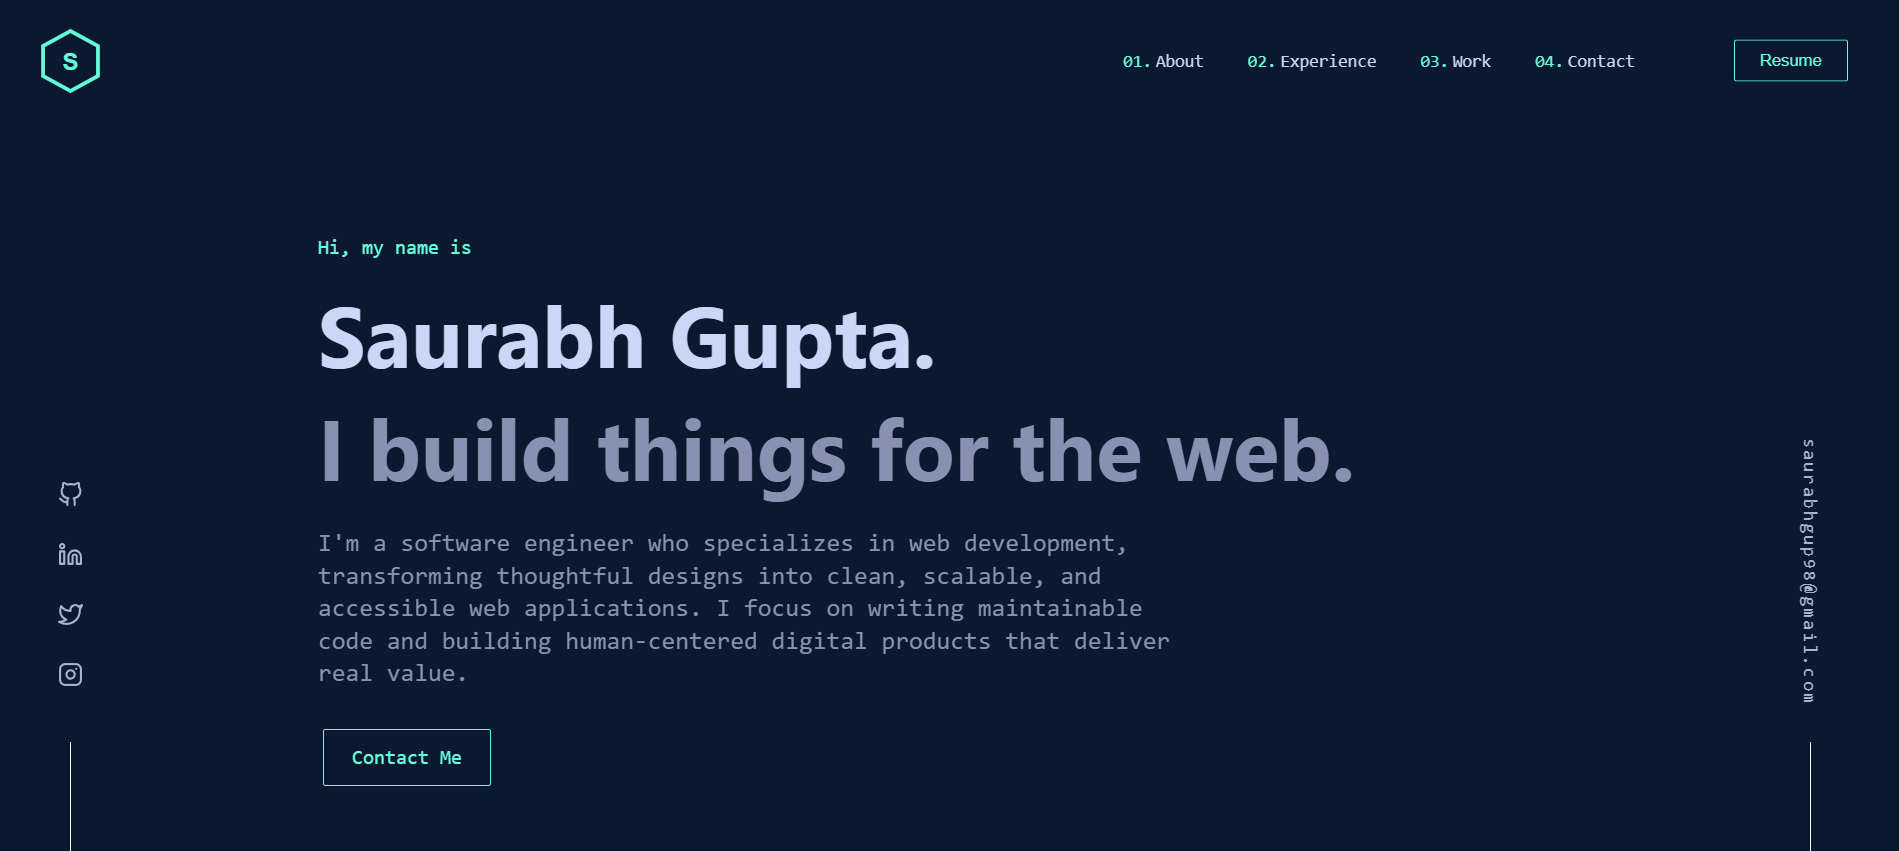 S
01. About
02. Experience
03. Work
04. Contact
Resume
Hi, my name is
Saurabh Gupta.
I build things for the web.
I'm a software engineer who specializes in web development,
transforming thoughtful designs into clean, scalable, and
accessible web applications. I focus on writing maintainable
code and building human-centered digital products that deliver
real value.
Contact Me
saurabhgup98@gmail.com